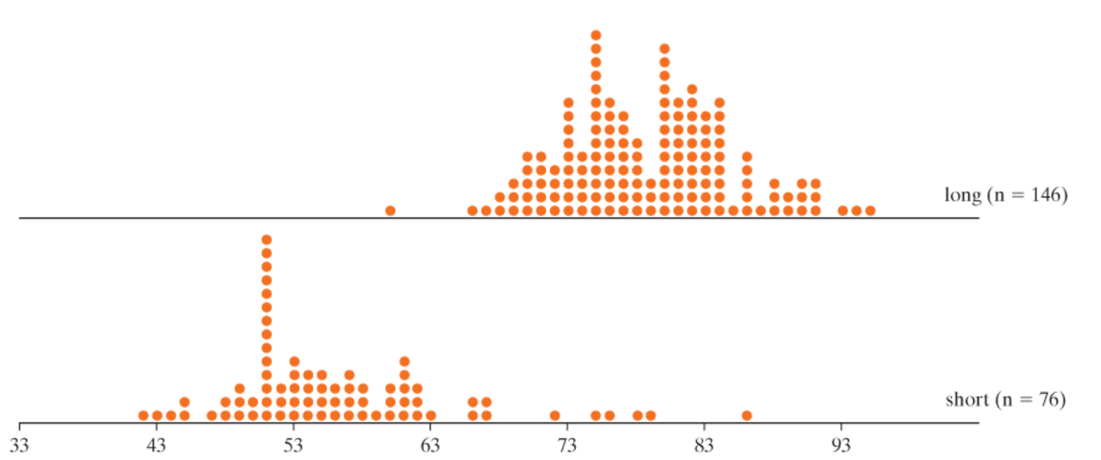 long (n = 146)
short (n = 76)
33 43 53 63 73 83 93